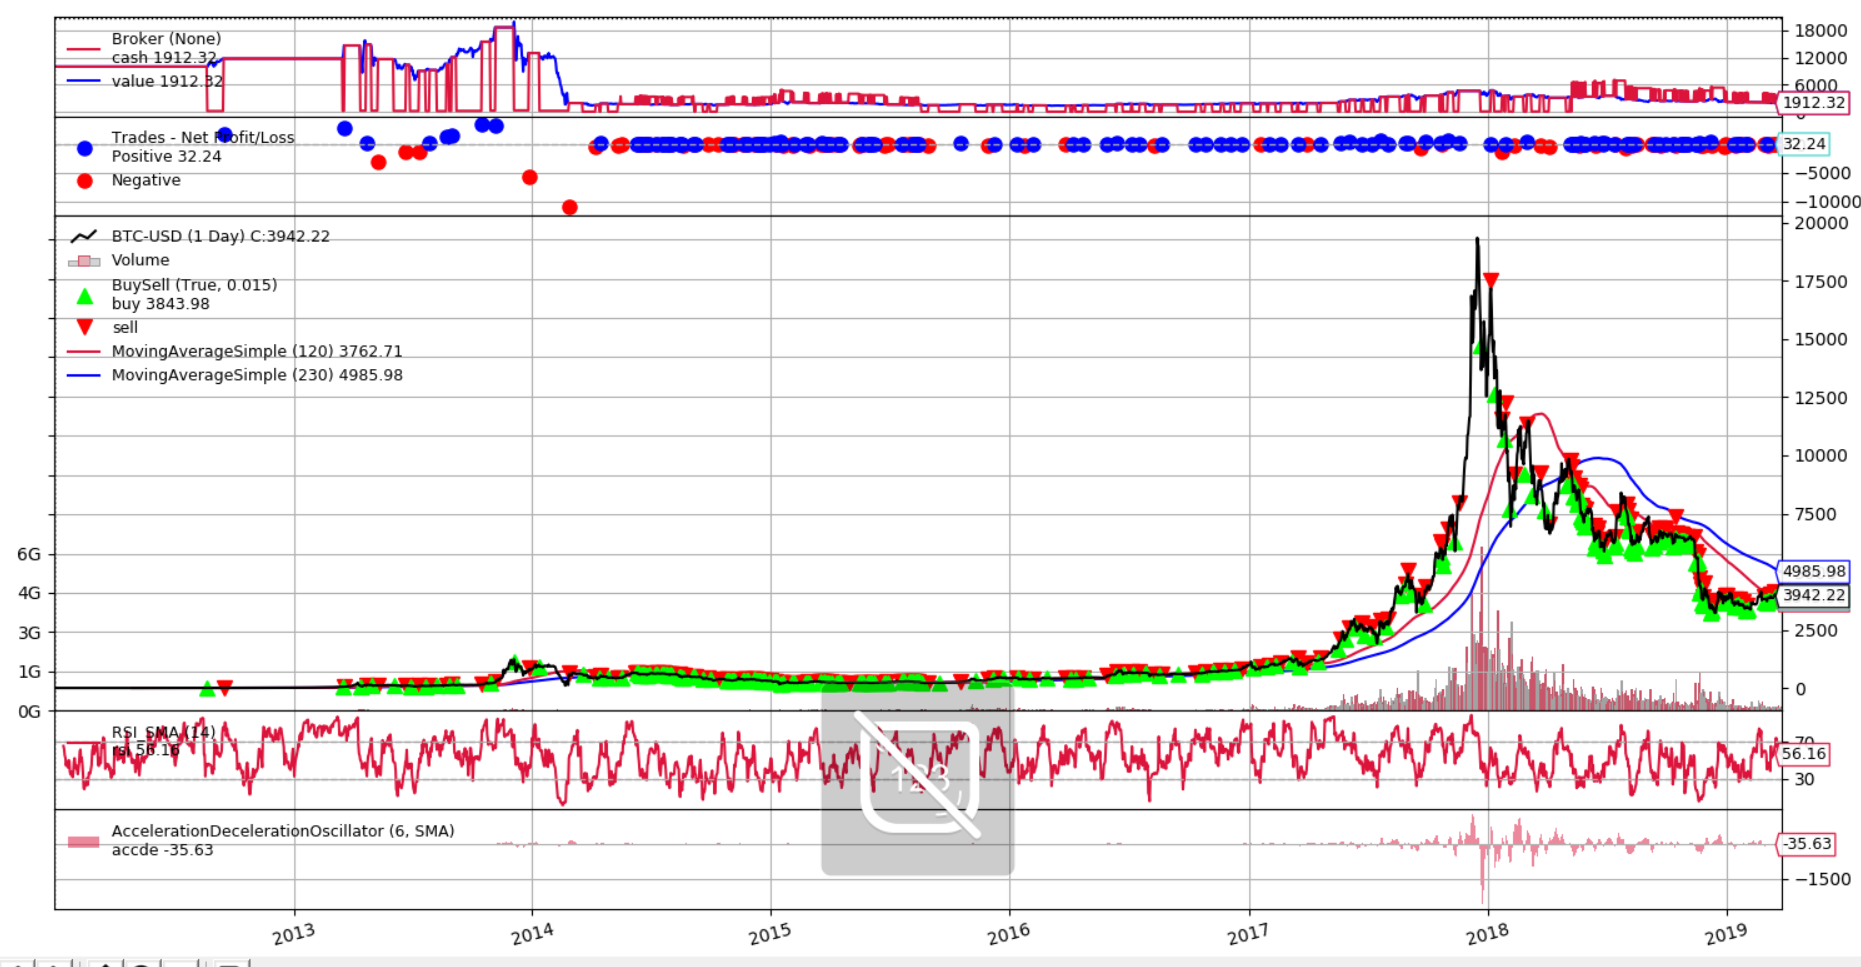 Broker (None)
cash 1912.32
value 1912.32
18000
12000
6000
1912.32
0
Trades - Net Profit/Loss
Positive 32.24
Negative
32.24
−5000
−10000
BTC-USD (1 Day) C:3942.22
Volume
BuySell (True, 0.015)
buy 3843.98
sell
MovingAverageSimple (120) 3762.71
MovingAverageSimple (230) 4985.98
20000
17500
15000
12500
10000
7500
4985.98
3942.22
2500
0
6G
4G
3G
1G
0G
RSI_SMA (14)
rsi 56.16
70
56.16
30
123
AccelerationDecelerationOscillator (6, SMA)
accde -35.63
-35.63
−1500
2013
2014
2015
2016
2017
2018
2019